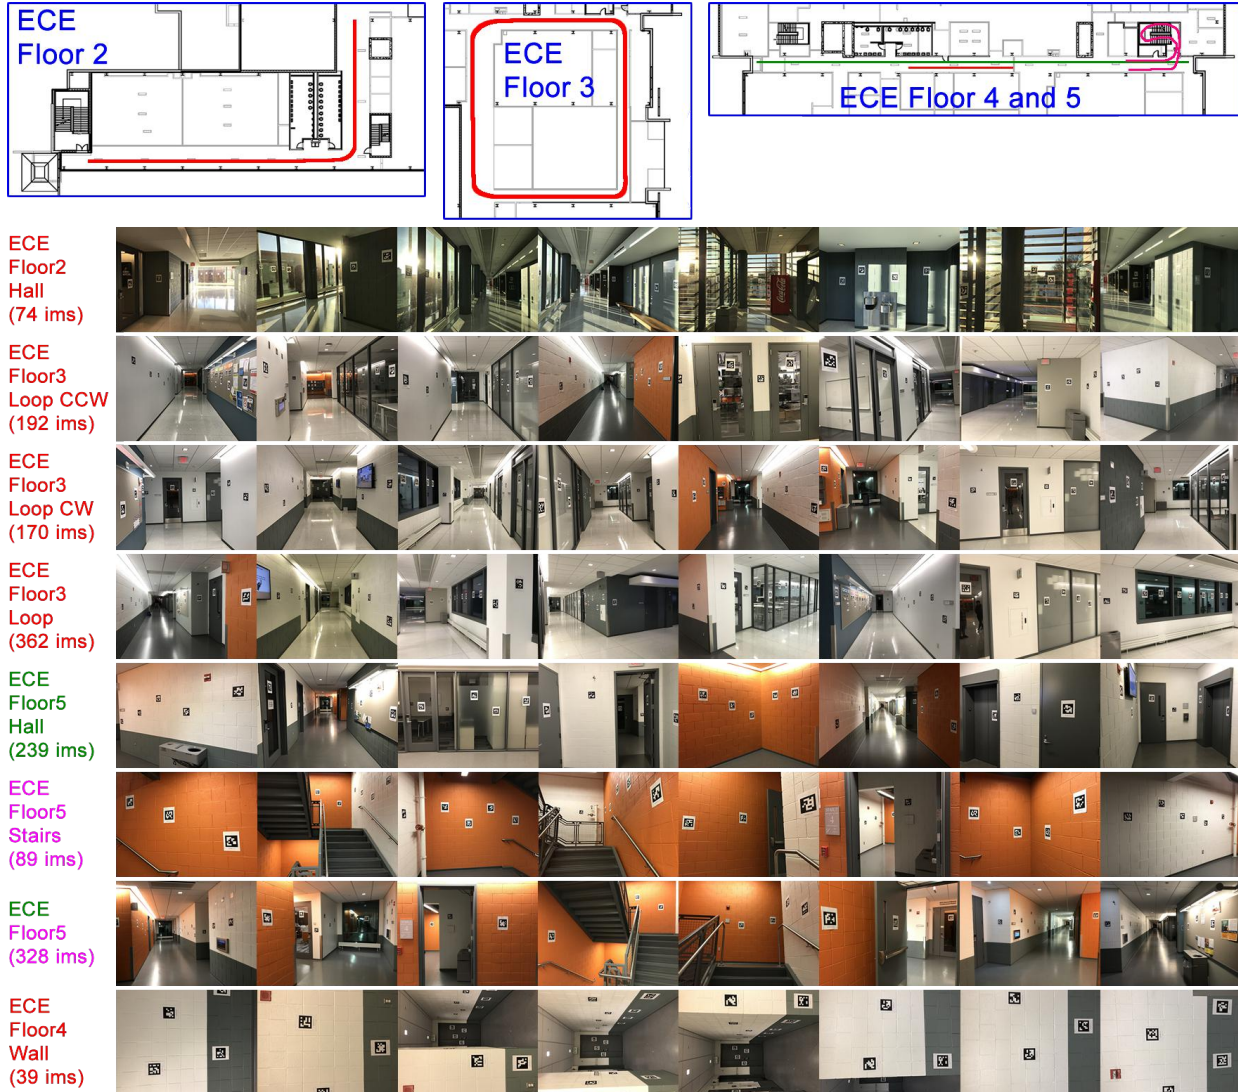 ECE
Floor 2
ECE
Floor 3
ECE Floor 4 and 5
ECE
Floor2
Hall
(74 ims)
Coca-Cola
ECE
Floor3
Loop CCW
(192 ims)
ECE
Floor3
Loop CW
(170 ims)
ECE
Floor3
Loop
(362 ims)
ECE
Floor5
Hall
(239 ims)
ECE
Floor5
Stairs
(89 ims)
ECE
Floor5
(328 ims)
ECE
Floor4
Wall
(39 ims)